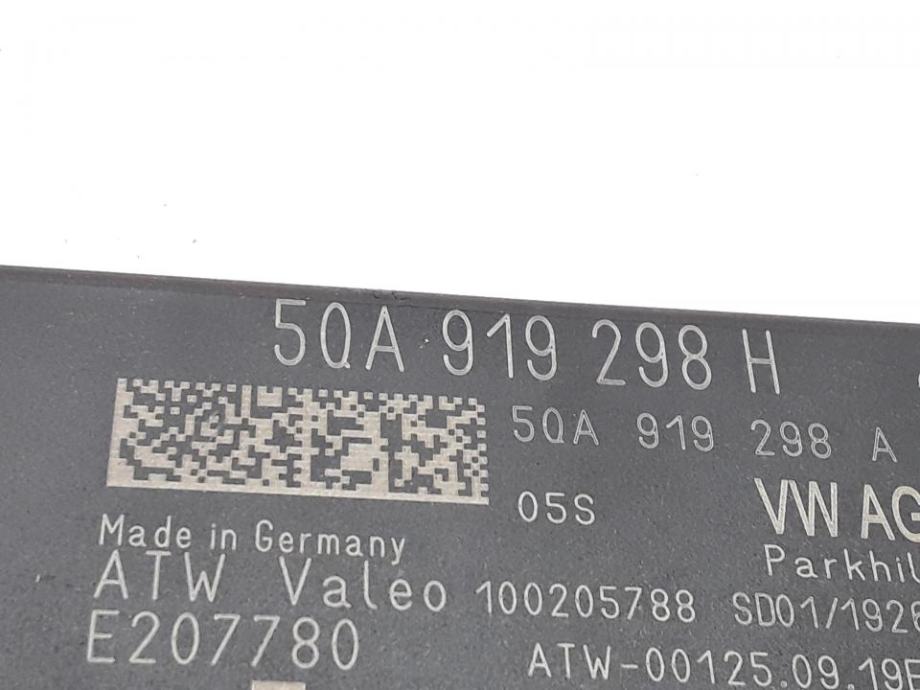 5QA 919 298 H
5QA 919 298 A
05S
VW AG
Made in Germany
Parkhil
ATW Valeo 100205788 SD01/1926
E207780
ATW-00125.09.19